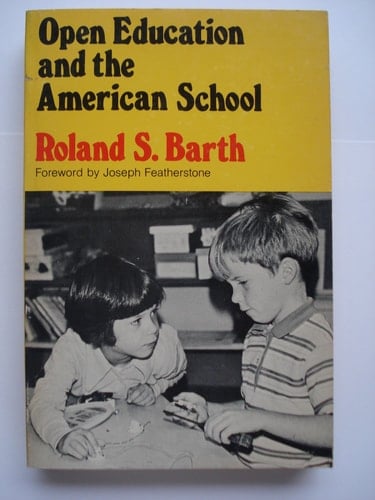 Open Education
and the
American School
Roland S. Barth
Foreword by Joseph Featherstone